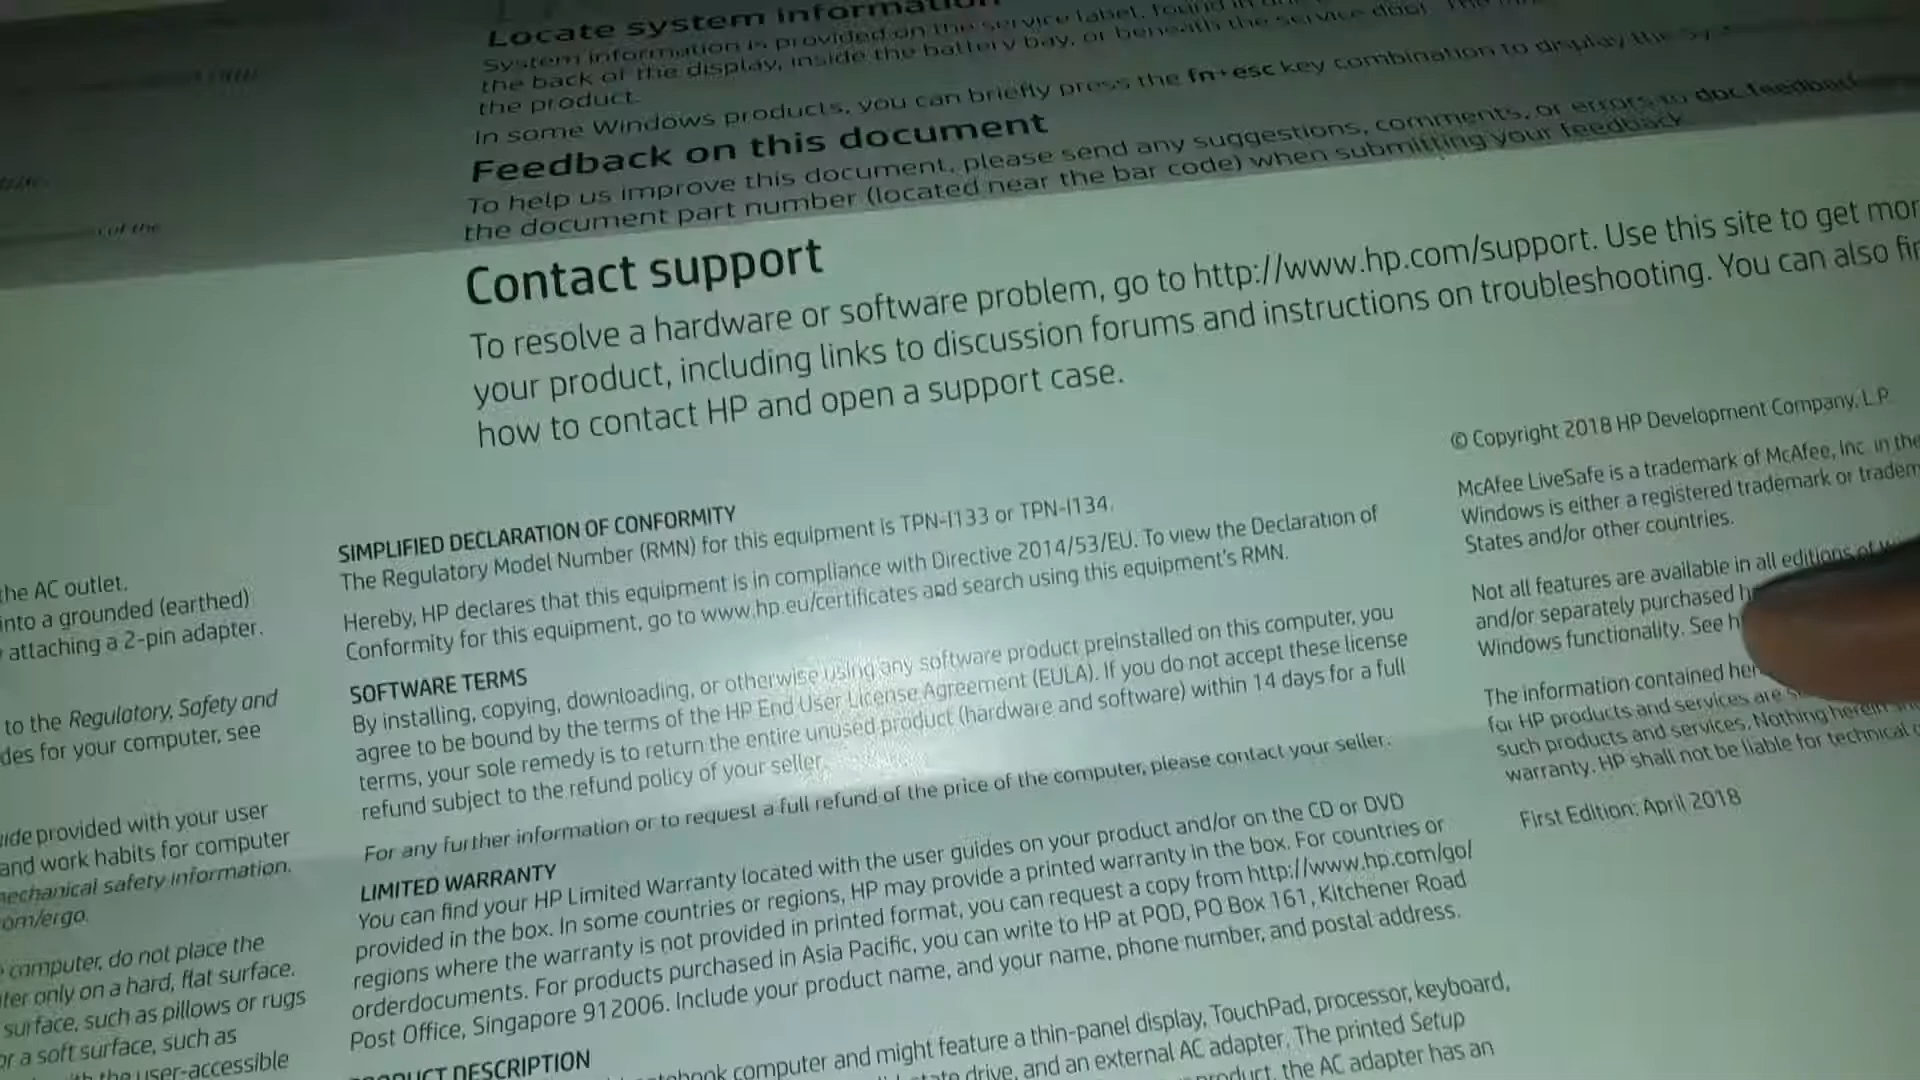 Locate system information
System information is provided on the service label, found in
the back of the display, inside the battery bay, or beneath the service door. The
the product.
In some Windows products, you can briefly press the fn+esc key combination to display the
Feedback on this document
To help us improve this document, please send any suggestions, comments, or errors to doc.feedback
the document part number (located near the bar code) when submitting your feedback
Contact support
To resolve a hardware or software problem, go to http://www.hp.com/support. Use this site to get mor
your product, including links to discussion forums and instructions on troubleshooting. You can also fi
how to contact HP and open a support case.
of the
the AC outlet.
into a grounded (earthed)
attaching a 2-pin adapter.
to the Regulatory, Safety and
des for your computer, see
uide provided with your user
and work habits for computer
mechanical safety information.
om/ergo.
computer, do not place the
ter only on a hard, flat surface.
surface, such as pillows or rugs
or a soft surface, such as
the user-accessible
SIMPLIFIED DECLARATION OF CONFORMITY
The Regulatory Model Number (RMN) for this equipment is TPN-I133 or TPN-I134.
Hereby, HP declares that this equipment is in compliance with Directive 2014/53/EU. To view the Declaration of
Conformity for this equipment, go to www.hp.eu/certificates and search using this equipment's RMN.
SOFTWARE TERMS
By installing, copying, downloading, or otherwise using any software product preinstalled on this computer, you
agree to be bound by the terms of the HP End User License Agreement (EULA). If you do not accept these license
terms, your sole remedy is to return the entire unused product (hardware and software) within 14 days for a full
refund subject to the refund policy of your seller.
For any further information or to request a full refund of the price of the computer, please contact your seller.
LIMITED WARRANTY
You can find your HP Limited Warranty located with the user guides on your product and/or on the CD or DVD
provided in the box. In some countries or regions, HP may provide a printed warranty in the box. For countries or
regions where the warranty is not provided in printed format, you can request a copy from http://www.hp.com/go/
orderdocuments. For products purchased in Asia Pacific, you can write to HP at POD, PO Box 161, Kitchener Road
Post Office, Singapore 912006. Include your product name, and your name, phone number, and postal address.
PRODUCT DESCRIPTION
notebook computer and might feature a thin-panel display, TouchPad, processor, keyboard,
state drive, and an external AC adapter. The printed Setup
product, the AC adapter has an
© Copyright 2018 HP Development Company, L.P.
McAfee LiveSafe is a trademark of McAfee, Inc. in the
Windows is either a registered trademark or tradem
States and/or other countries.
Not all features are available in all editions of
and/or separately purchased h
Windows functionality. See h
The information contained her
for HP products and services are
such products and services. Nothing herein
warranty. HP shall not be liable for technical
First Edition: April 2018